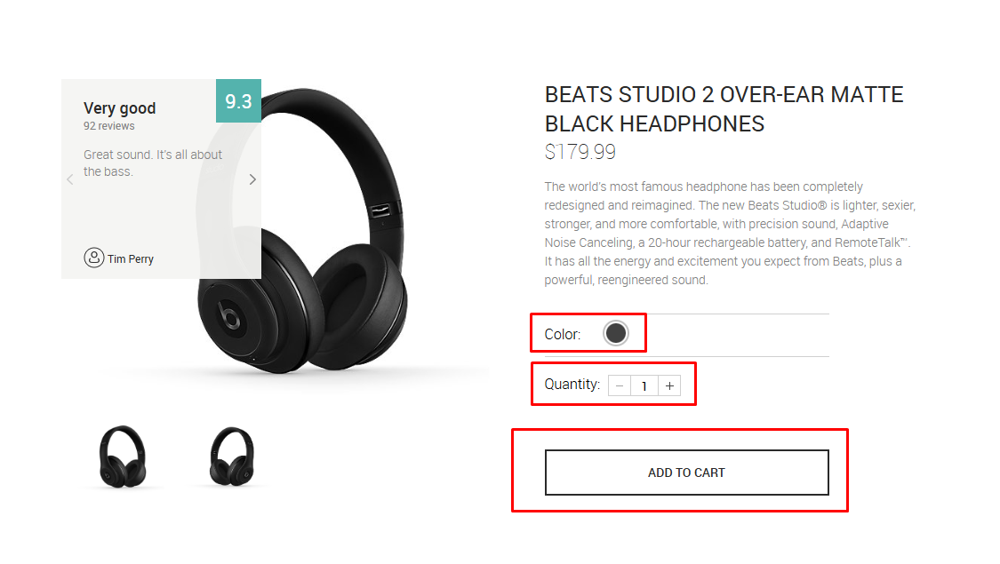 Very good
9.3
92 reviews
Great sound. It's all about
the bass.
Tim Perry
BEATS STUDIO 2 OVER-EAR MATTE
BLACK HEADPHONES
$179.99
The world's most famous headphone has been completely
redesigned and reimagined. The new Beats Studio® is lighter, sexier,
stronger, and more comfortable, with precision sound, Adaptive
Noise Canceling, a 20-hour rechargeable battery, and RemoteTalk™.
It has all the energy and excitement you expect from Beats, plus a
powerful, reengineered sound.
Color:
Quantity: − 1 +
ADD TO CART